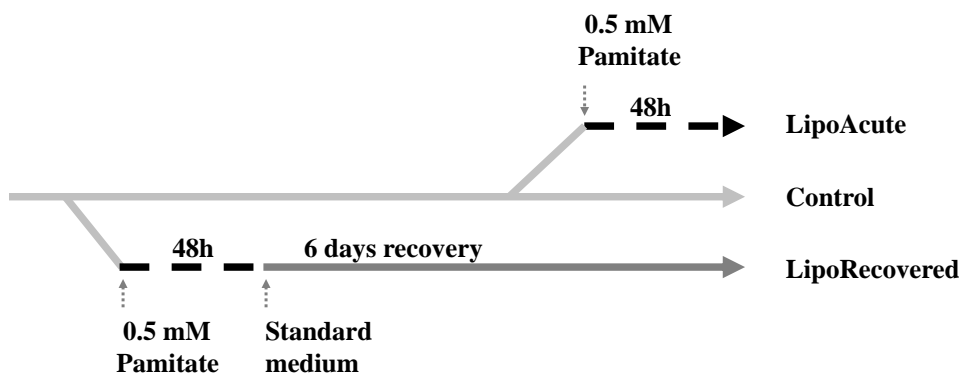 0.5 mM
Pamitate
48h
LipoAcute
Control
48h
6 days recovery
LipoRecovered
0.5 mM
Pamitate
Standard
medium